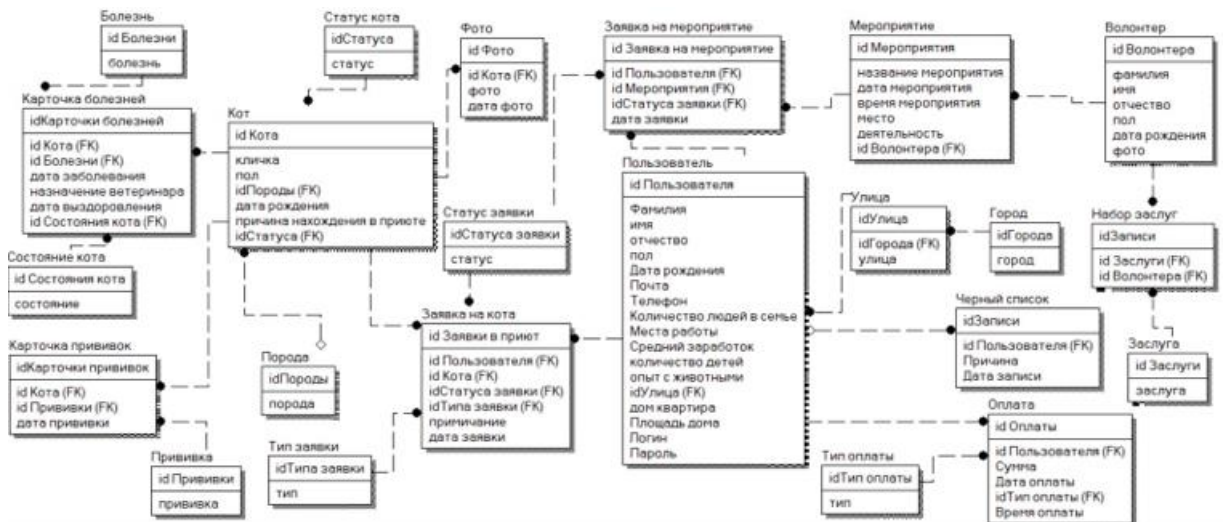 Болезнь
id Болезни
болезнь
Статус кота
idСтатуса
статус
Фото
id Фото
id Кота (FK)
фото
дата фото
Заявка на мероприятие
id Заявка на мероприятие
id Пользователя (FK)
id Мероприятия (FK)
idСтатуса заявки (FK)
дата заявки
Мероприятие
id Мероприятия
название мероприятия
дата мероприятия
время мероприятия
место
деятельность
id Волонтера (FK)
Волонтер
id Волонтера
фамилия
имя
отчество
пол
дата рождения
фото
Карточка болезней
idКарточки болезней
id Кота (FK)
id Болезни (FK)
дата заболевания
назначение ветеринара
дата выздоровления
id Состояния кота (FK)
Кот
id Кота
кличка
пол
idПороды (FK)
дата рождения
причина нахождения в приюте
idСтатуса (FK)
Статус заявки
idСтатуса заявки
статус
Пользователь
id Пользователя
Фамилия
имя
отчество
пол
Дата рождения
Почта
Телефон
Количество людей в семье
Места работы
Средний заработок
количество детей
опыт с животными
idУлица (FK)
дом квартира
Площадь дома
Логин
Пароль
Улица
idУлица
idГорода (FK)
улица
Город
idГорода
город
Набор заслуг
idЗаписи
id Заслуги (FK)
id Волонтера (FK)
Состояние кота
id Состояния кота
состояние
Черный список
idЗаписи
id Пользователя (FK)
Причина
Дата записи
Заслуга
id Заслуги
заслуга
Карточка прививок
idКарточки прививок
id Кота (FK)
id Прививки (FK)
дата прививки
Порода
idПороды
порода
Заявка на кота
id Заявки в приют
id Пользователя (FK)
id Кота (FK)
idСтатуса заявки (FK)
idТипа заявки (FK)
примичание
дата заявки
Прививка
id Прививки
прививка
Тип заявки
idТипа заявки
тип
Тип оплаты
idТип оплаты
тип
Оплата
id Оплаты
id Пользователя (FK)
Сумма
Дата оплаты
idТип оплаты (FK)
Время оплаты